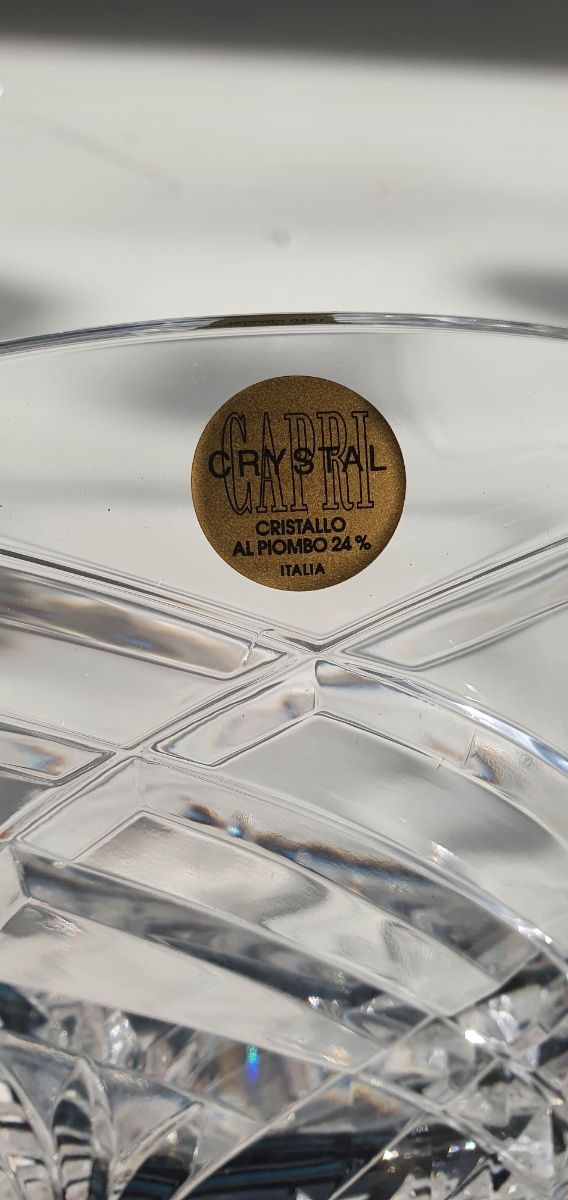 CAPRI
CRYSTAL
CRISTALLO
AL PIOMBO 24 %
ITALIA